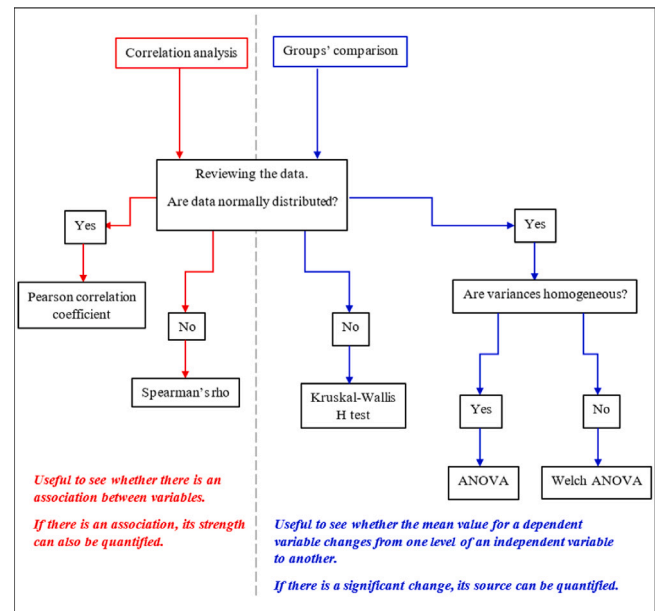 Correlation analysis
Groups' comparison
Reviewing the data.
Are data normally distributed?
Yes
Yes
Pearson correlation
coefficient
Are variances homogeneous?
No
No
Spearman's rho
Kruskal-Wallis
H test
Yes
No
ANOVA
Welch ANOVA
Useful to see whether there is an
association between variables.
If there is an association, its strength
can also be quantified.
Useful to see whether the mean value for a dependent
variable changes from one level of an independent variable
to another.
If there is a significant change, its source can be quantified.